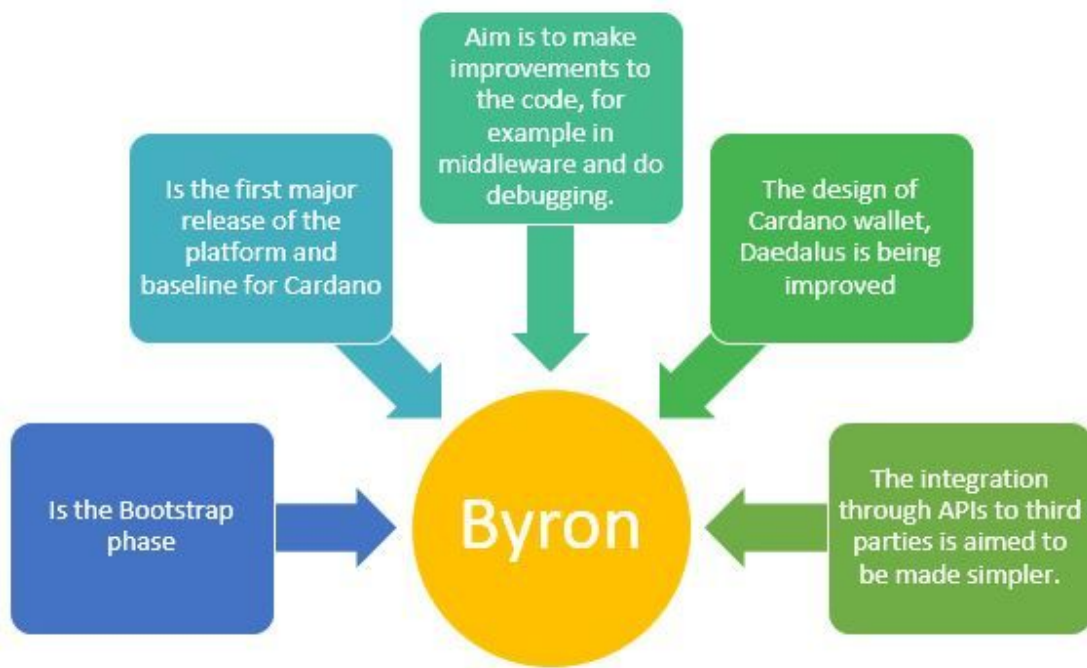 Aim is to make
improvements to
the code, for
example in
middleware and do
debugging.
Is the first major
release of the
platform and
baseline for Cardano
The design of
Cardano wallet,
Daedalus is being
improved
Is the Bootstrap
phase
Byron
The integration
through APIs to third
parties is aimed to
be made simpler.